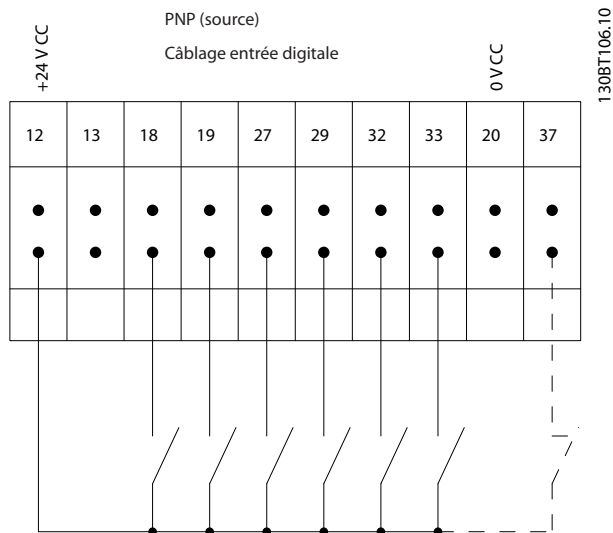 PNP (source)
Câblage entrée digitale
+24 V CC
0 V CC
130BT106.10
12 13 18 19 27 29 32 33 20 37